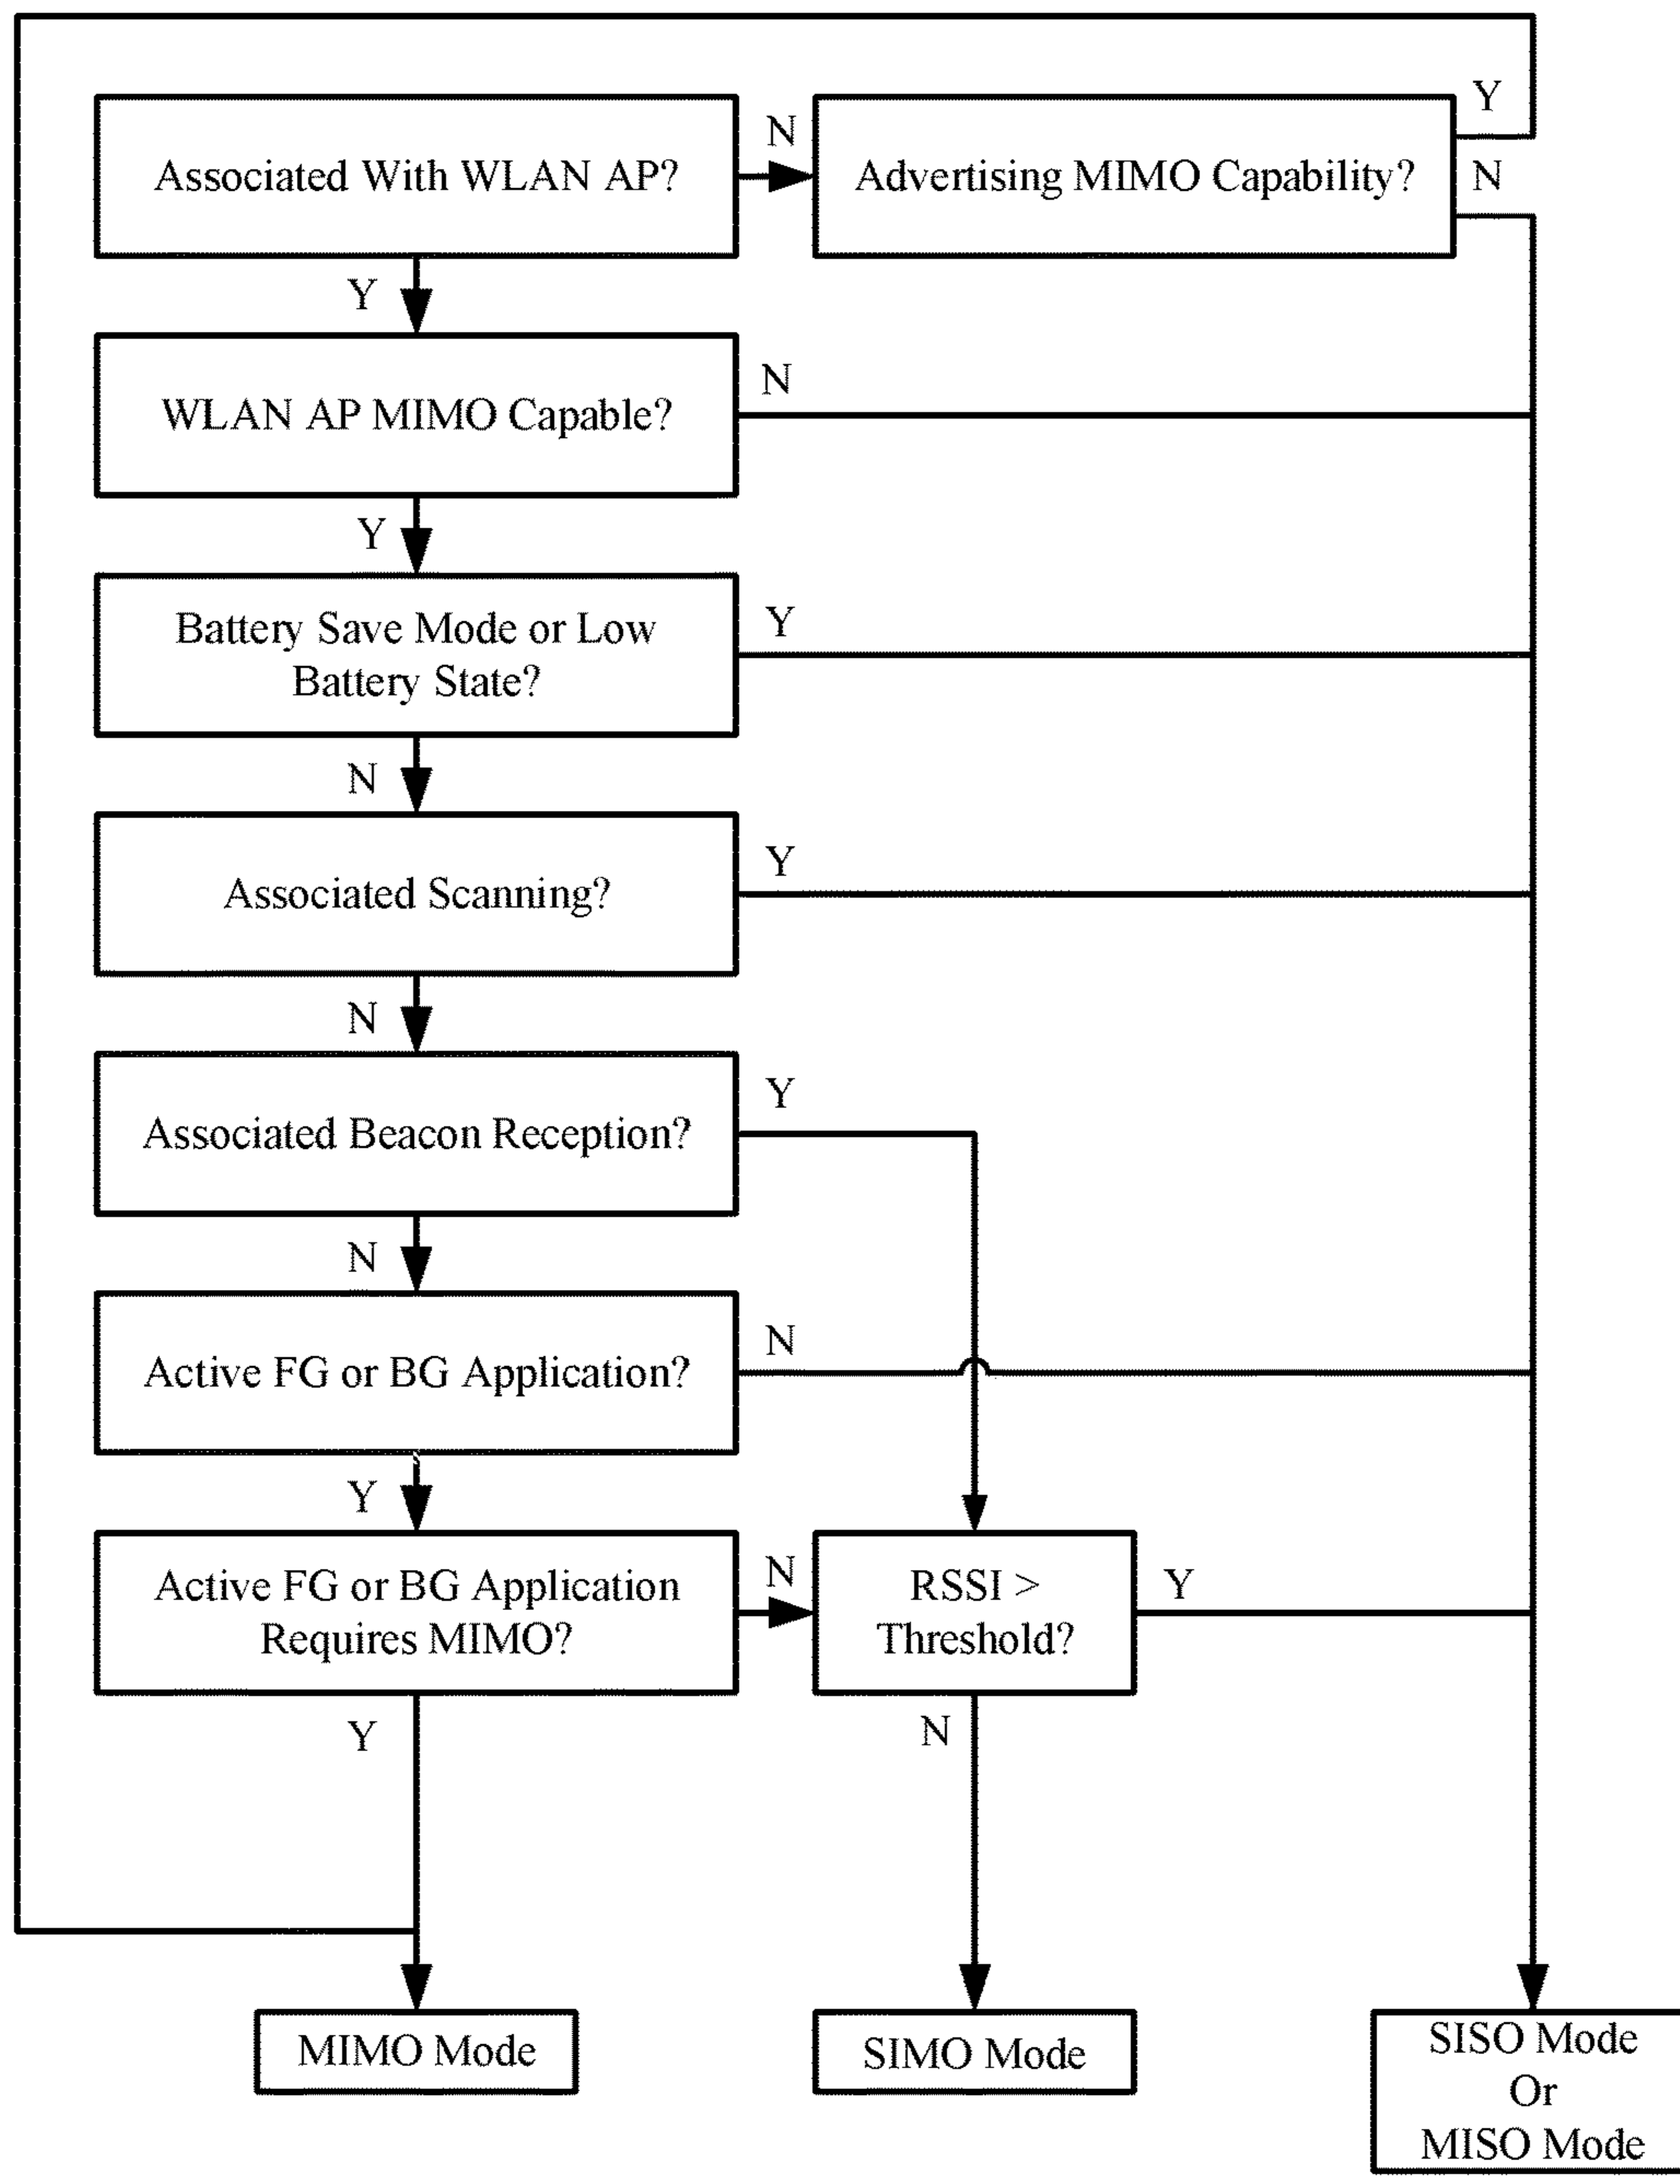 Associated With WLAN AP?
N
Advertising MIMO Capability?
Y
N
Y
WLAN AP MIMO Capable?
N
Y
Battery Save Mode or Low
Battery State?
Y
N
Associated Scanning?
Y
N
Associated Beacon Reception?
Y
N
Active FG or BG Application?
N
Y
Active FG or BG Application
Requires MIMO?
N
RSSI >
Threshold?
Y
Y
N
MIMO Mode
SIMO Mode
SISO Mode
Or
MISO Mode